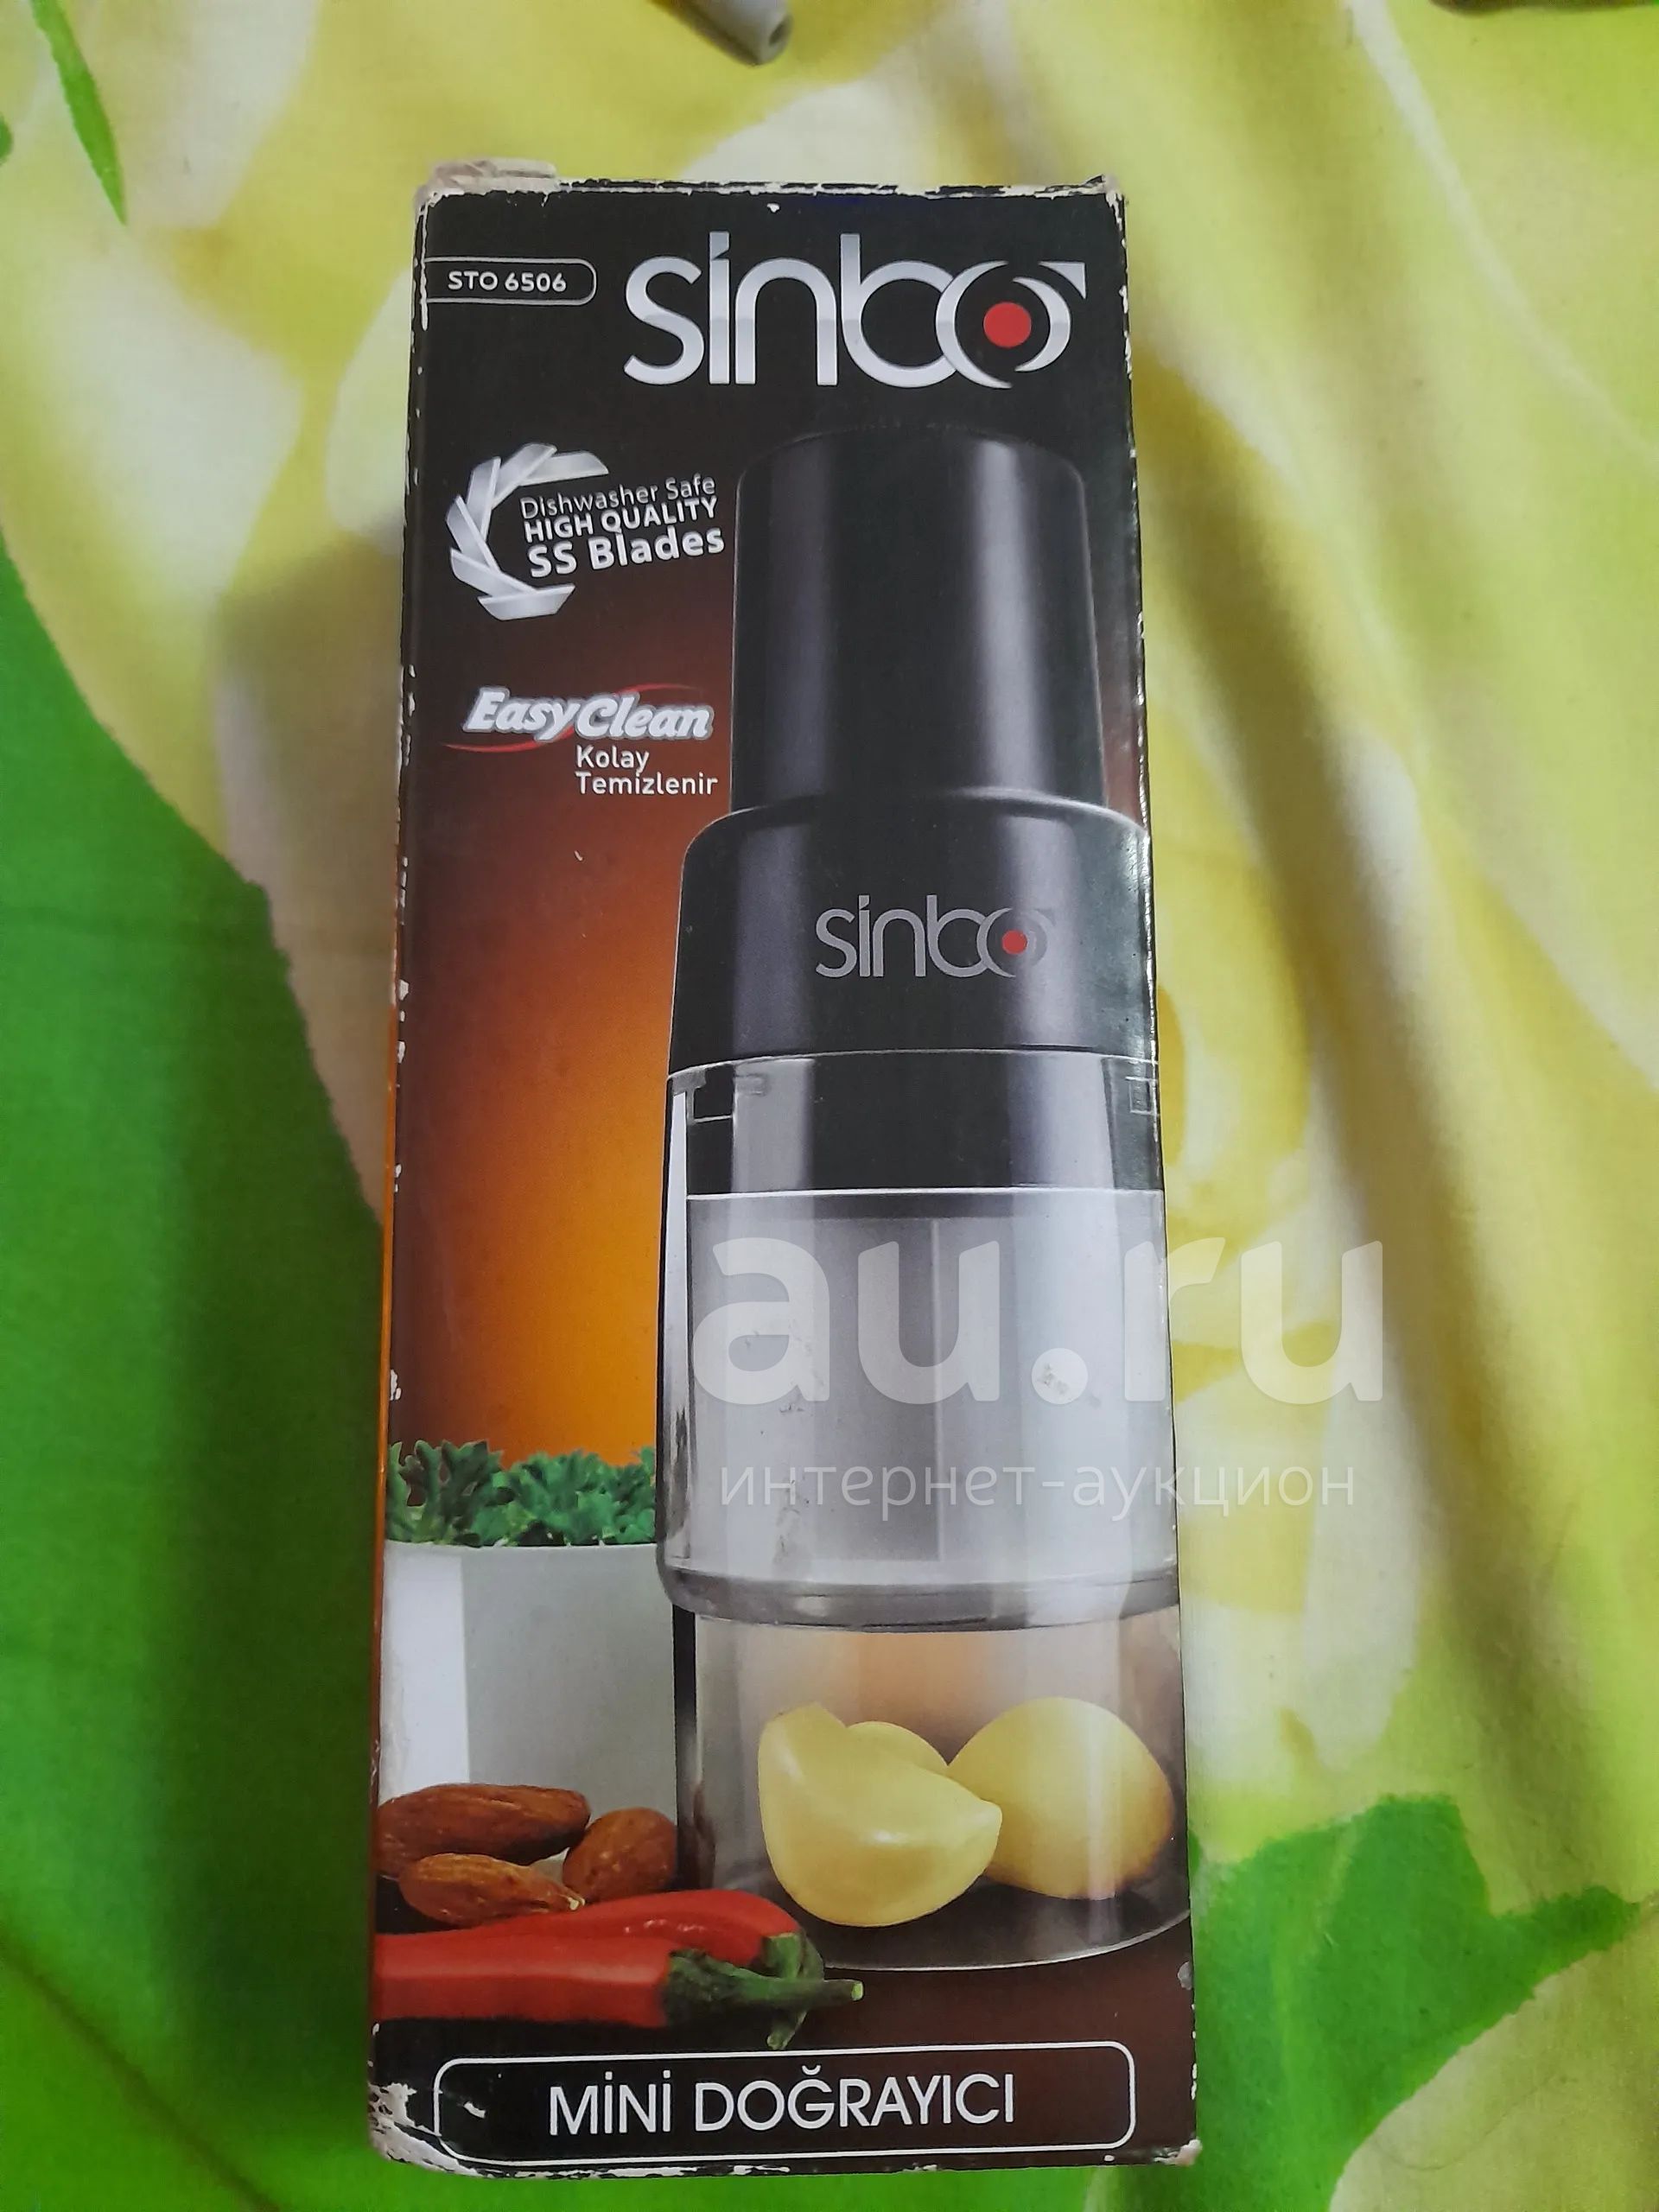 STO 6506
sinbo
Dishwasher Safe
HIGH QUALITY
SS Blades
EasyClean
Kolay
Temizlenir
sinbo
au.ru
интернет-аукцион
MİNİ DOĞRAYICI